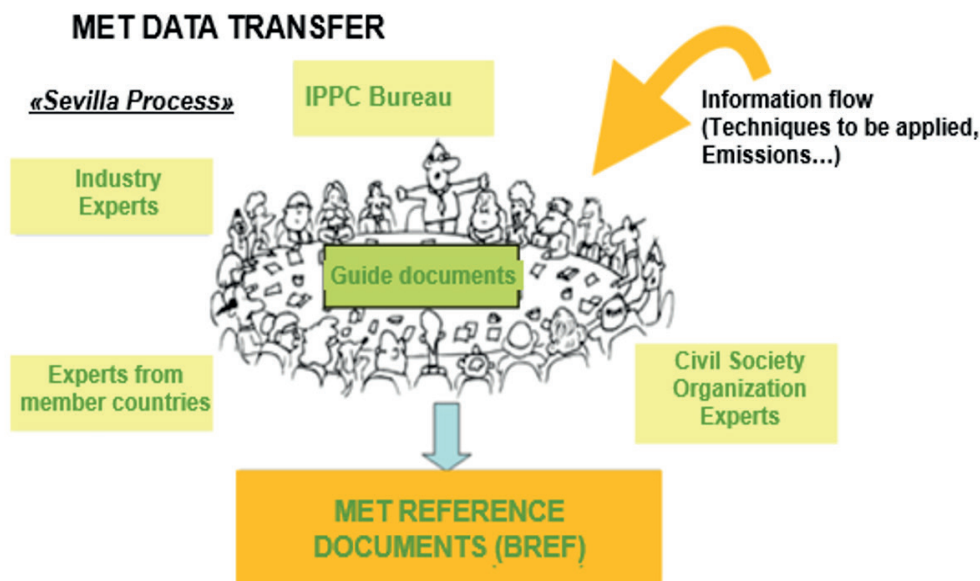 MET DATA TRANSFER
«Sevilla Process»
IPPC Bureau
Information flow
(Techniques to be applied,
Emissions…)
Industry
Experts
Guide documents
Experts from
member countries
Civil Society
Organization
Experts
MET REFERENCE
DOCUMENTS (BREF)